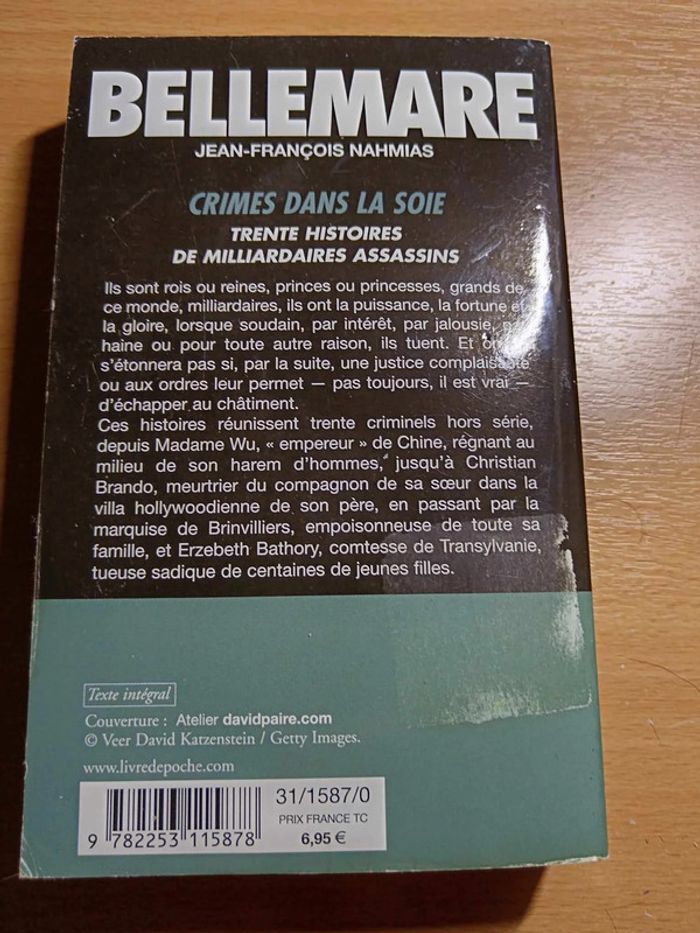 BELLEMARE
JEAN-FRANÇOIS NAHMIAS
CRIMES DANS LA SOIE
TRENTE HISTOIRES
DE MILLIARDAIRES ASSASSINS
Ils sont rois ou reines, princes ou princesses, grands de
ce monde, milliardaires, ils ont la puissance, la fortune et
la gloire, lorsque soudain, par intérêt, par jalousie,
haine ou pour toute autre raison, ils tuent. Et
s'étonnera pas si, par la suite, une justice complaisante
ou aux ordres leur permet — pas toujours, il est vrai —
d'échapper au châtiment.
Ces histoires réunissent trente criminels hors série,
depuis Madame Wu, « empereur » de Chine, régnant au
milieu de son harem d'hommes, jusqu'à Christian
Brando, meurtrier du compagnon de sa sœur dans la
villa hollywoodienne de son père, en passant par la
marquise de Brinvilliers, empoisonneuse de toute sa
famille, et Erzebeth Bathory, comtesse de Transylvanie,
tueuse sadique de centaines de jeunes filles.
Texte intégral
Couverture : Atelier davidpaire.com
© Veer David Katzenstein / Getty Images.
www.livredepoche.com
31/1587/0
PRIX FRANCE TC
6,95 €
9 782253 115878